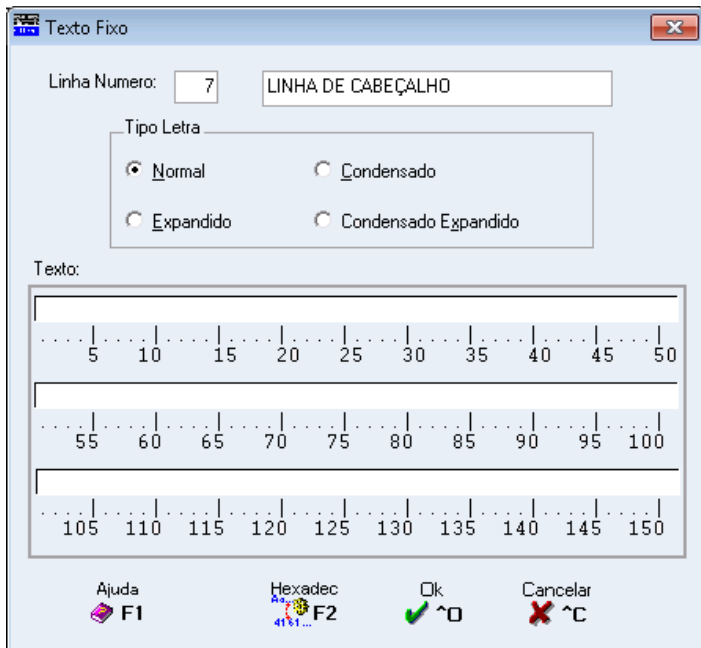 Texto Fixo
Linha Numero: 7 LINHA DE CABEÇALHO
Tipo Letra
Normal Condensado
Expandido Condensado Expandido
Texto:
....|....|....|....|....|....|....|....|....|....|
5 10 15 20 25 30 35 40 45 50
....|....|....|....|....|....|....|....|....|....|
55 60 65 70 75 80 85 90 95 100
....|....|....|....|....|....|....|....|....|....|
105 110 115 120 125 130 135 140 145 150
Ajuda Hexadec Ok Cancelar
F1 Aa... 4161... F2 ^O ^C